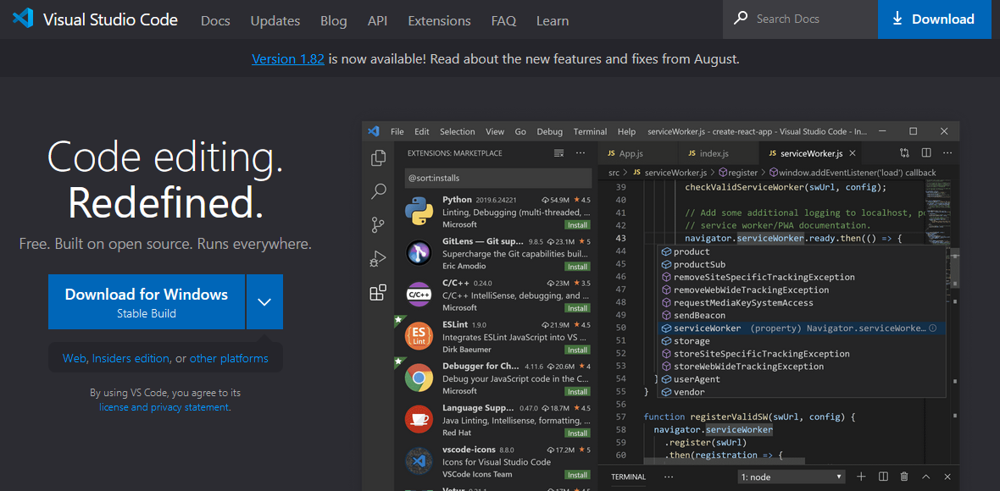 Visual Studio Code Docs Updates Blog API Extensions FAQ Learn Search Docs Download
Version 1.82 is now available! Read about the new features and fixes from August.
Code editing.
Redefined.
Free. Built on open source. Runs everywhere.
Download for Windows
Stable Build
Web, Insiders edition, or other platforms
By using VS Code, you agree to its
license and privacy statement.
File Edit Selection View Go Debug Terminal Help serviceWorker.js - create-react-app - Visual Studio Code - In...
EXTENSIONS: MARKETPLACE
@sort:installs
Python 2019.6.24221 54.9M 4.5
Linting, Debugging (multi-threaded, ...
Microsoft Install
GitLens — Git sup... 9.8.5 23.1M 5
Supercharge the Git capabilities buil...
Eric Amodio Install
C/C++ 0.24.0 23M 3.5
C/C++ IntelliSense, debugging, and ...
Microsoft Install
ESLint 1.9.0 21.9M 4.5
Integrates ESLint JavaScript into VS ...
Dirk Baeumer Install
Debugger for Ch... 4.11.6 20.6M 4
Debug your JavaScript code in the C...
Microsoft Install
Language Supp... 0.47.0 18.7M 4.5
Java Linting, Intellisense, formatting, ...
Red Hat Install
vscode-icons 8.8.0 17.2M 5
Icons for Visual Studio Code
VSCode Icons Team Install
C/C++
ES
Lint
JS App.js JS index.js JS serviceWorker.js
src > JS serviceWorker.js > register > window.addEventListener('load') callback
39 checkValidServiceWorker(swUrl, config);
40
41 // Add some additional logging to localhost, po
42 // service worker/PWA documentation.
43 navigator.serviceWorker.ready.then(() => {
44 product
45 productSub
46 removeSiteSpecificTrackingException
47 removeWebWideTrackingException
48 requestMediaKeySystemAccess
49 sendBeacon
50 serviceWorker (property) Navigator.serviceWorke...
51 storage
52 storeSiteSpecificTrackingException
53 storeWebWideTrackingException
54 } userAgent
55 } vendor
56
57 function registerValidSW(swUrl, config) {
58 navigator.serviceWorker
59 .register(swUrl)
60 .then(registration => {
TERMINAL ... 1: node